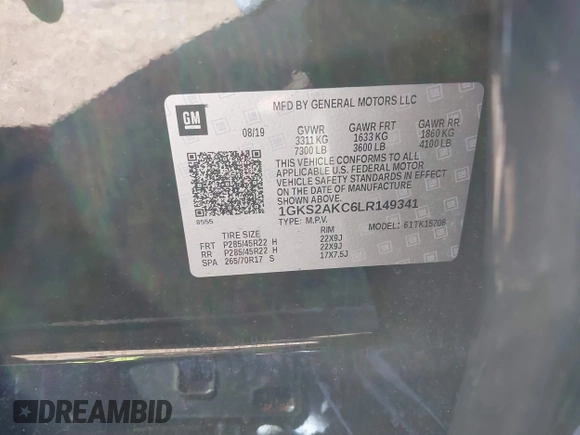 MFD BY GENERAL MOTORS LLC
GM
08/19 GVWR GAWR FRT GAWR RR
3311 KG 1633 KG 1860 KG
7300 LB 3600 LB 4100 LB
THIS VEHICLE CONFORMS TO ALL
APPLICABLE U.S. FEDERAL MOTOR
VEHICLE SAFETY STANDARDS IN EFFECT
ON THE DATE OF MANUFACTURE
SHOWN ABOVE.
1GKS2AKC6LR149341
8555
TYPE: M.P.V. MODEL: 61TK15706
TIRE SIZE RIM
FRT P285/45R22 H 22X9J
RR P285/45R22 H 22X9J
SPA 265/70R17 S 17X7.5J
DREAMBID